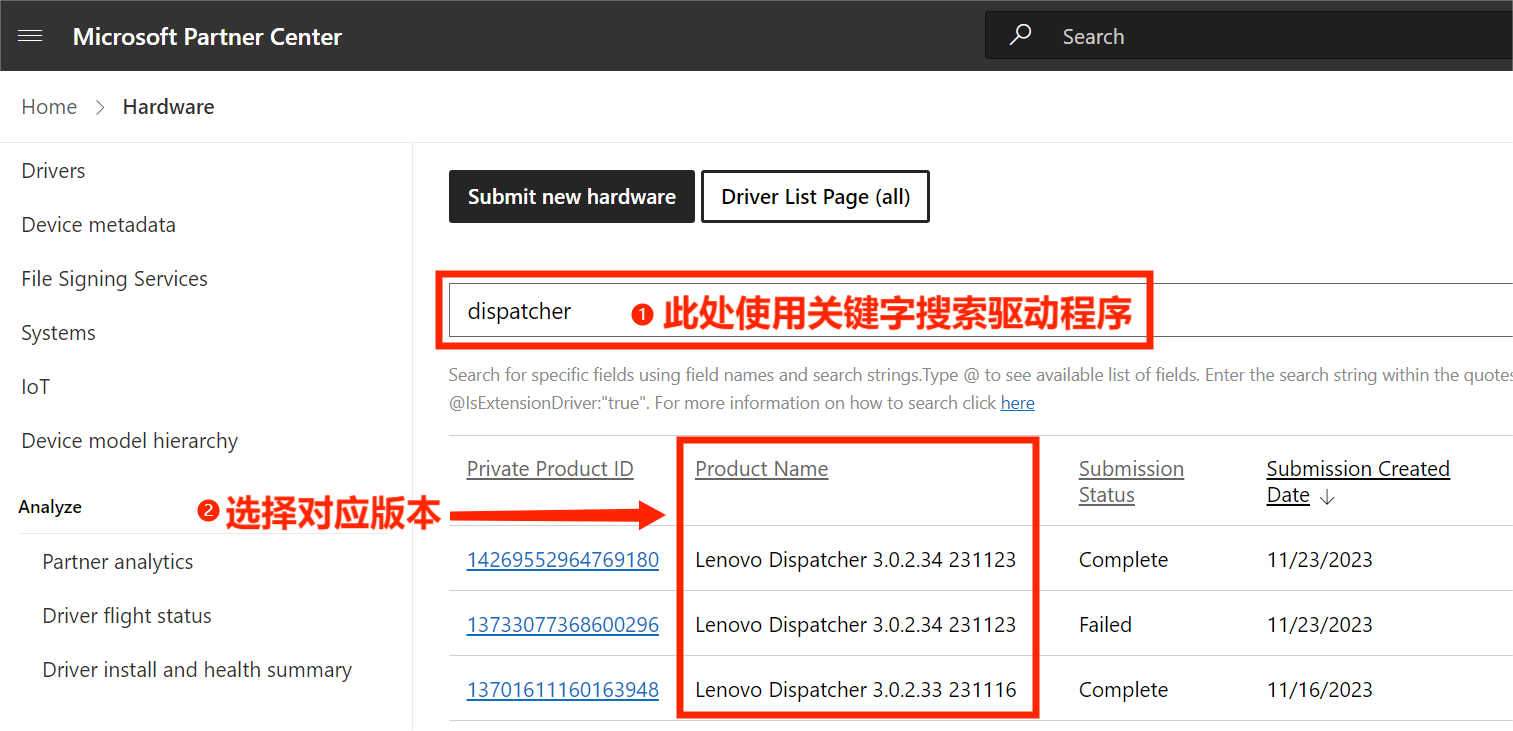 Microsoft Partner Center
Search
Home > Hardware
Drivers
Device metadata
File Signing Services
Systems
IoT
Device model hierarchy
Analyze
Partner analytics
Driver flight status
Driver install and health summary
Submit new hardware
Driver List Page (all)
dispatcher
1 此处使用关键字搜索驱动程序
Search for specific fields using field names and search strings.Type @ to see available list of fields. Enter the search string within the quotes
@IsExtensionDriver:"true". For more information on how to search click here
2 选择对应版本
Private Product ID Product Name Submission Status Submission Created Date ↓
14269552964769180 Lenovo Dispatcher 3.0.2.34 231123 Complete 11/23/2023
13733077368600296 Lenovo Dispatcher 3.0.2.34 231123 Failed 11/23/2023
13701611160163948 Lenovo Dispatcher 3.0.2.33 231116 Complete 11/16/2023